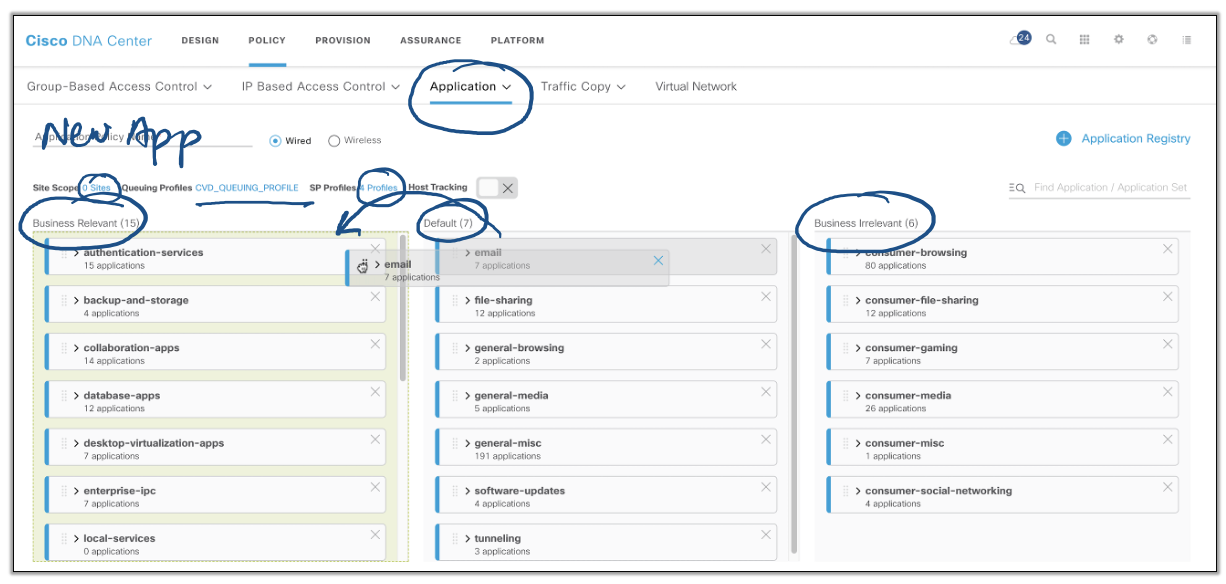 Cisco DNA Center DESIGN POLICY PROVISION ASSURANCE PLATFORM 24
Group-Based Access Control IP Based Access Control Application Traffic Copy Virtual Network
New App
Application Policy Name Wired Wireless Application Registry
Site Scope 0 Sites Queuing Profiles CVD_QUEUING_PROFILE SP Profiles 4 Profiles Host Tracking Find Application / Application Set
Business Relevant (15) Default (7) Business Irrelevant (6)
authentication-services email consumer-browsing
15 applications 7 applications 80 applications
email
7 applications
backup-and-storage file-sharing consumer-file-sharing
4 applications 12 applications 12 applications
collaboration-apps general-browsing consumer-gaming
14 applications 2 applications 7 applications
database-apps general-media consumer-media
12 applications 5 applications 26 applications
desktop-virtualization-apps general-misc consumer-misc
7 applications 191 applications 1 applications
enterprise-ipc software-updates consumer-social-networking
7 applications 4 applications 4 applications
local-services tunneling
0 applications 3 applications